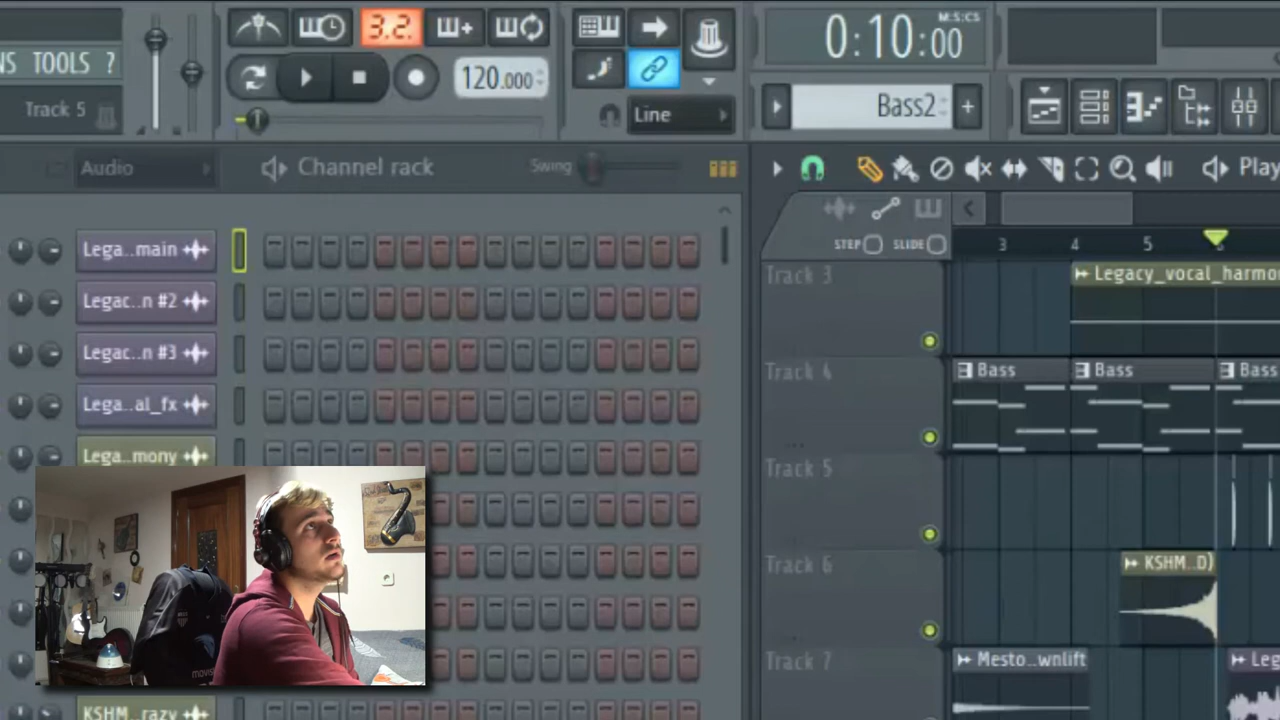 NS TOOLS ?
Track 5
3.2.
120.000
Line
0:10:00
M:S:CS
Bass2
Audio
Channel rack
Swing
Play
STEP
SLIDE
3 4 5
Track 3
Legacy_vocal_harmo
Track 4
Bass
Bass
Bass
Track 5
Track 6
KSHM..D)
Track 7
Mesto..wnlift
Leg
Lega..main
Legac..n #2
Legac..n #3
Lega..al_fx
Lega..mony
KSHM..razy